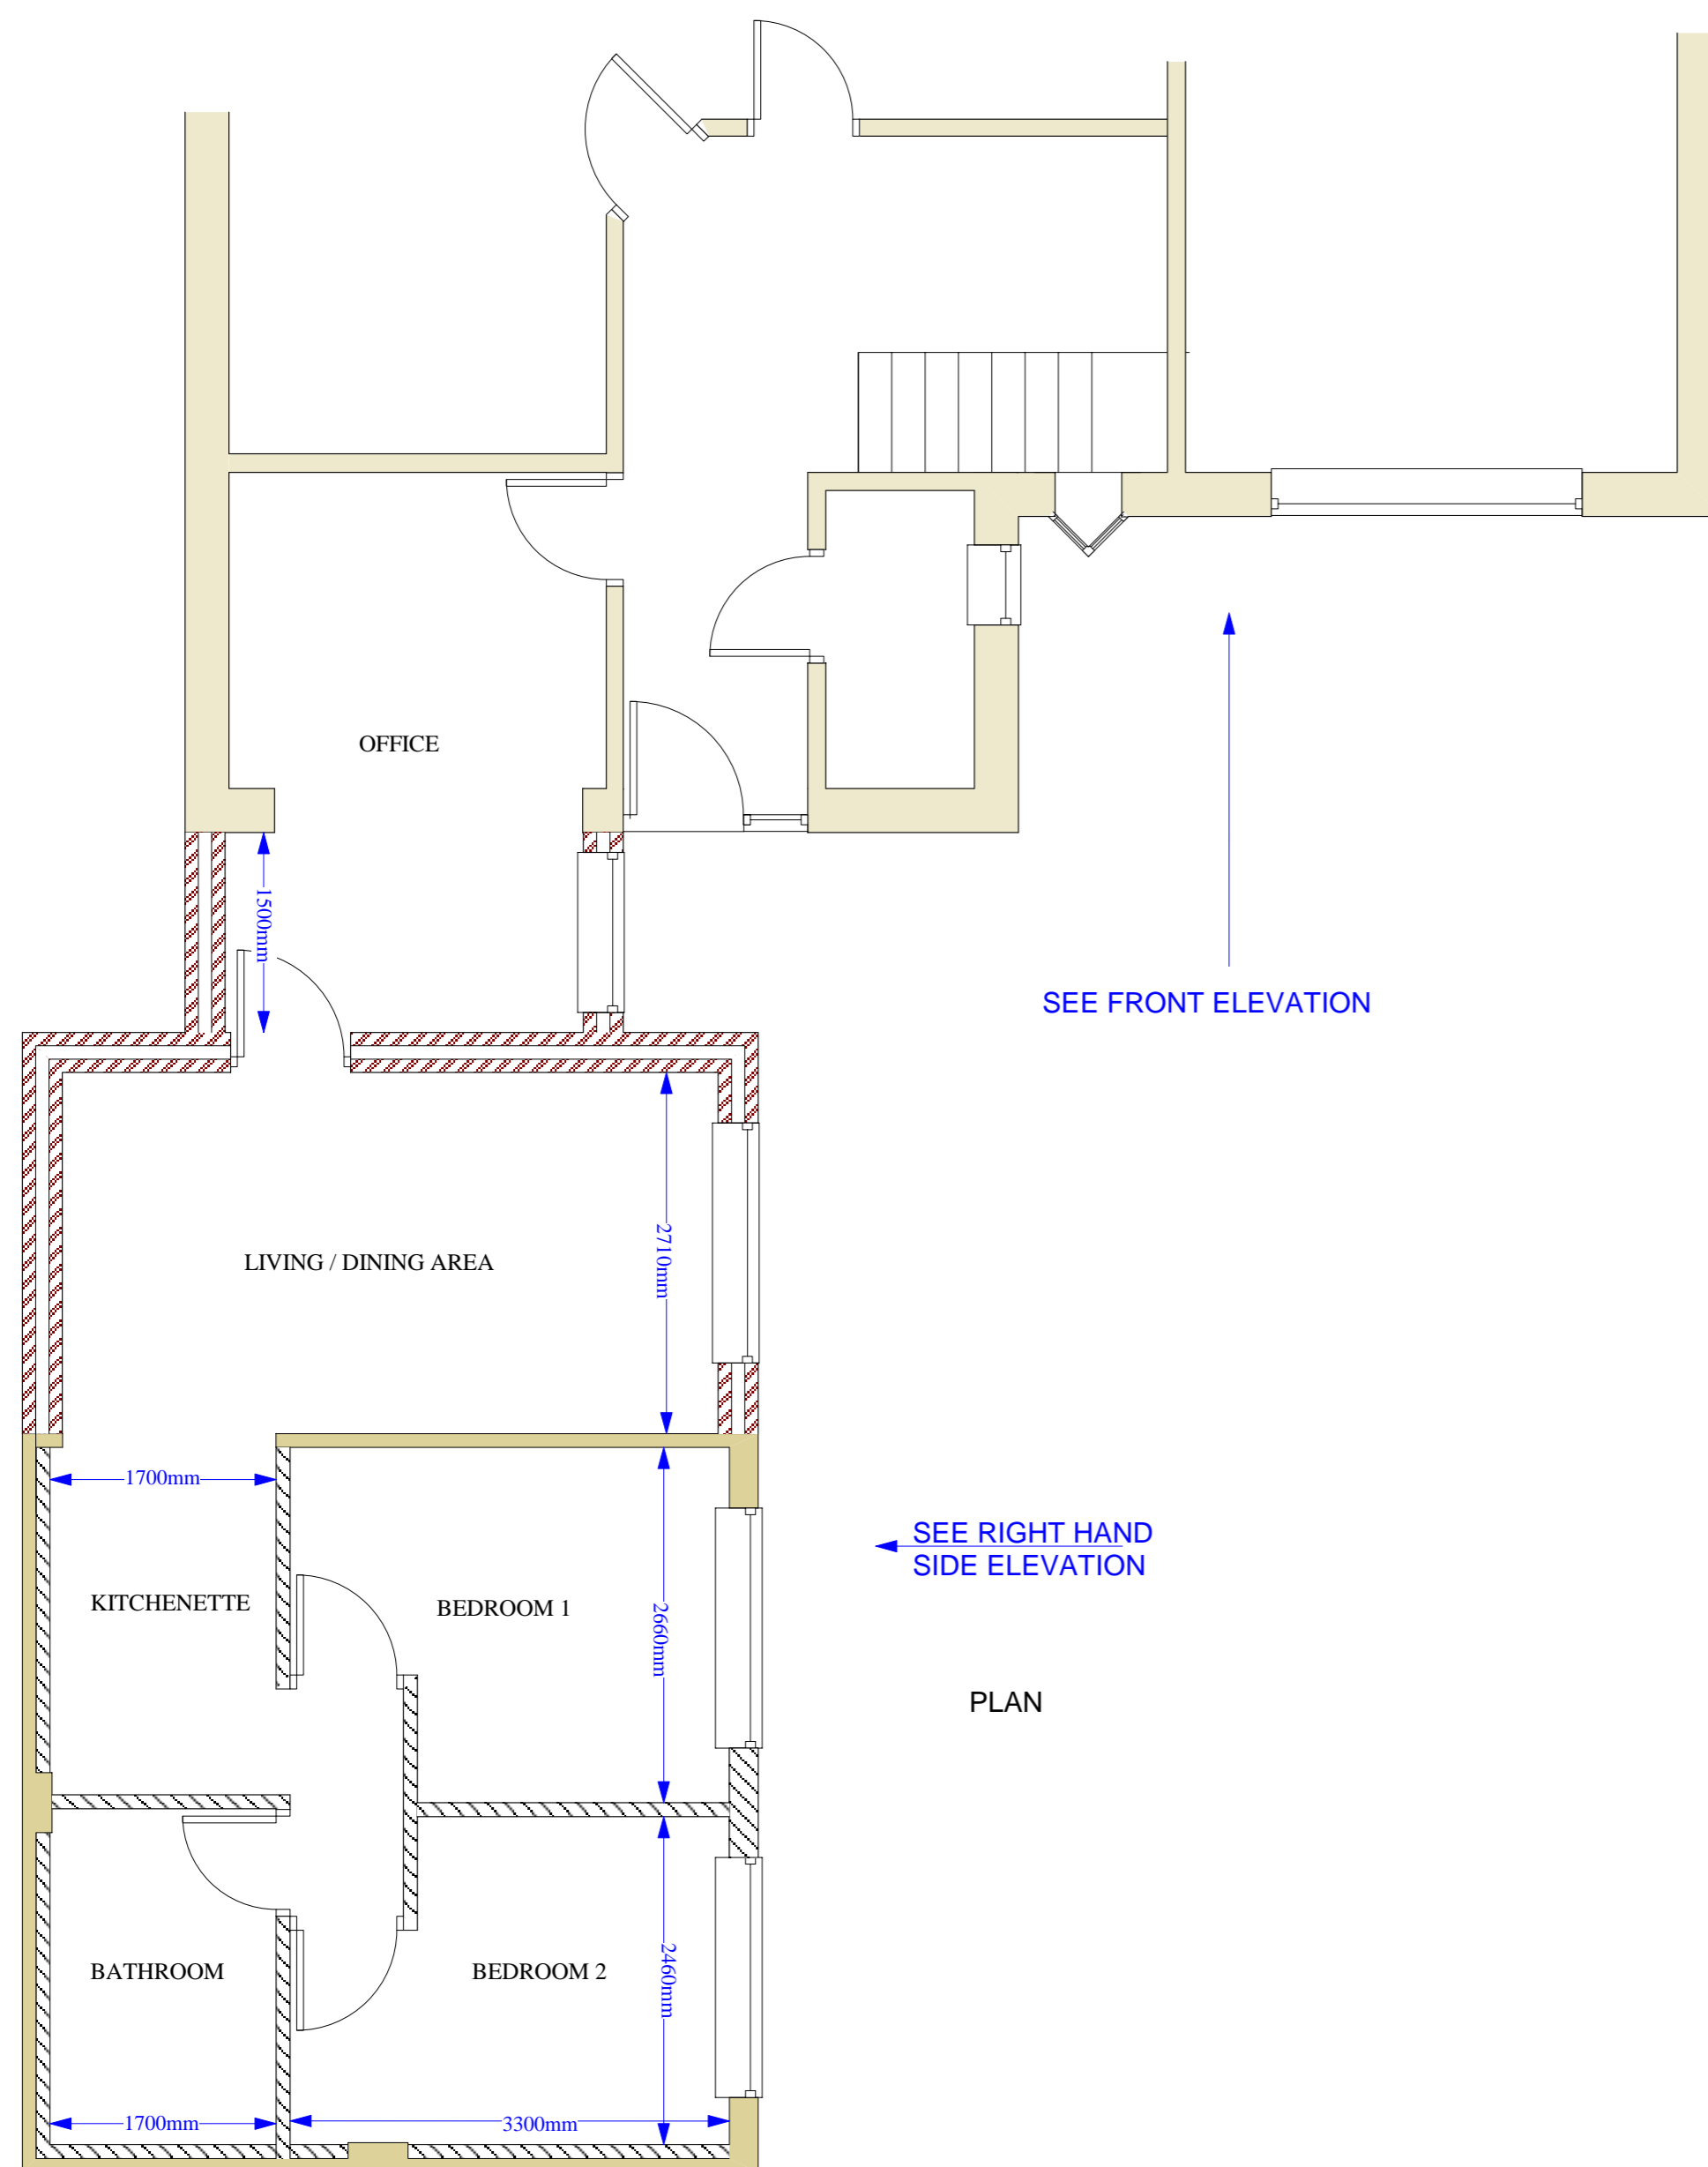 OFFICE
1500mm
SEE FRONT ELEVATION
LIVING / DINING AREA
2710mm
1700mm
SEE RIGHT HAND
SIDE ELEVATION
KITCHENETTE
BEDROOM 1
2660mm
PLAN
BATHROOM
BEDROOM 2
2460mm
1700mm
3300mm